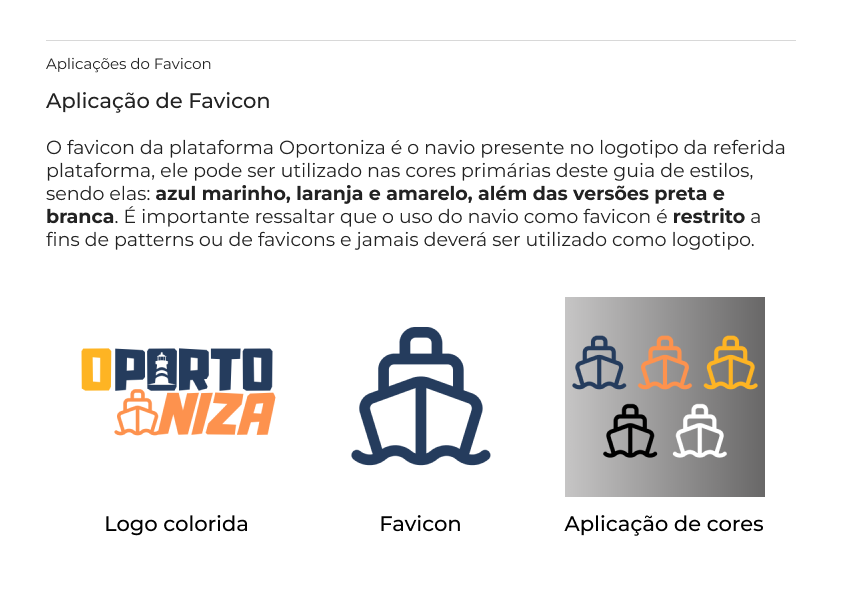 Aplicações do Favicon
Aplicação de Favicon
O favicon da plataforma Oportoniza é o navio presente no logotipo da referida
plataforma, ele pode ser utilizado nas cores primárias deste guia de estilos,
sendo elas: azul marinho, laranja e amarelo, além das versões preta e
branca. É importante ressaltar que o uso do navio como favicon é restrito a
fins de patterns ou de favicons e jamais deverá ser utilizado como logotipo.
OPORTO
NIZA
Logo colorida
Favicon
Aplicação de cores